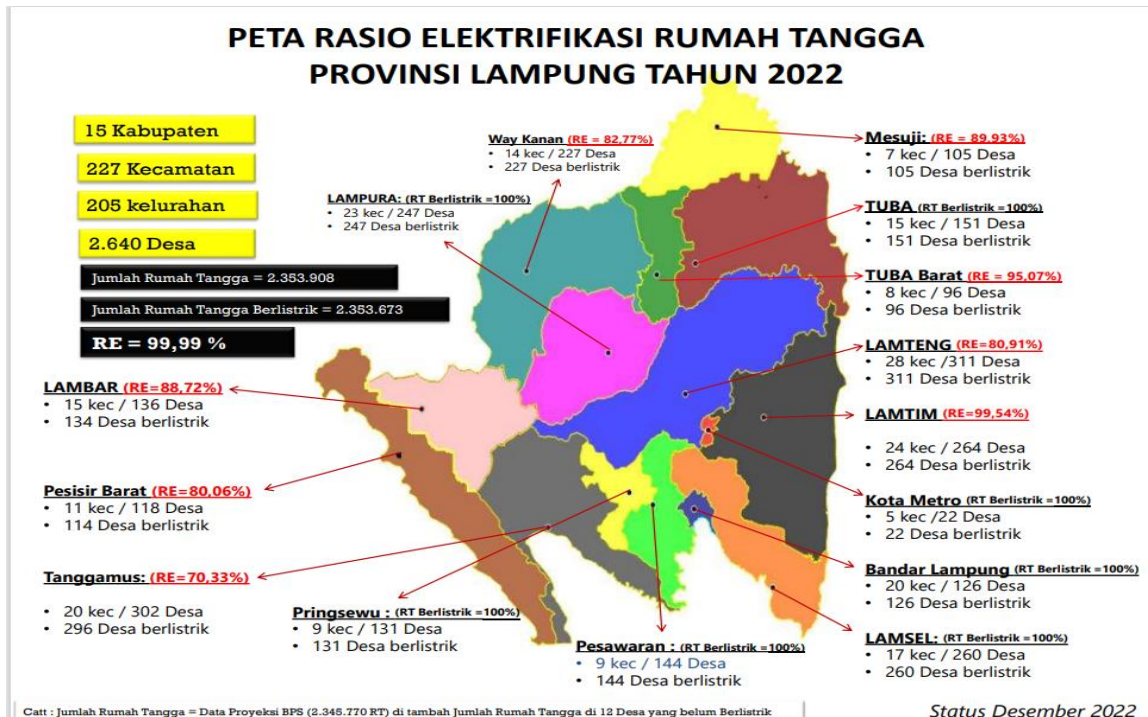 PETA RASIO ELEKTRIFIKASI RUMAH TANGGA
PROVINSI LAMPUNG TAHUN 2022
15 Kabupaten
227 Kecamatan
205 kelurahan
2.640 Desa
Jumlah Rumah Tangga = 2.353.908
Jumlah Rumah Tangga Berlistrik = 2.353.673
RE = 99,99 %
Way Kanan (RE = 82,77%)
• 14 kec / 227 Desa
• 227 Desa berlistrik
LAMPURA: (RT Berlistrik =100%)
• 23 kec / 247 Desa
• 247 Desa berlistrik
LAMBAR (RE=88,72%)
• 15 kec / 136 Desa
• 134 Desa berlistrik
Pesisir Barat (RE=80,06%)
• 11 kec / 118 Desa
• 114 Desa berlistrik
Tanggamus: (RE=70,33%)
• 20 kec / 302 Desa
• 296 Desa berlistrik
Pringsewu : (RT Berlistrik =100%)
• 9 kec / 131 Desa
• 131 Desa berlistrik
Pesawaran : (RT Berlistrik =100%)
• 9 kec / 144 Desa
• 144 Desa berlistrik
Mesuji: (RE = 89,93%)
• 7 kec / 105 Desa
• 105 Desa berlistrik
TUBA (RT Berlistrik =100%)
• 15 kec / 151 Desa
• 151 Desa berlistrik
TUBA Barat (RE = 95,07%)
• 8 kec / 96 Desa
• 96 Desa berlistrik
LAMTENG (RE=80,91%)
• 28 kec /311 Desa
• 311 Desa berlistrik
LAMTIM (RE=99,54%)
• 24 kec / 264 Desa
• 264 Desa berlistrik
Kota Metro (RT Berlistrik =100%)
• 5 kec /22 Desa
• 22 Desa berlistrik
Bandar Lampung (RT Berlistrik =100%)
• 20 kec / 126 Desa
• 126 Desa berlistrik
LAMSEL: (RT Berlistrik =100%)
• 17 kec / 260 Desa
• 260 Desa berlistrik
Catt : Jumlah Rumah Tangga = Data Proyeksi BPS (2.345.770 RT) di tambah Jumlah Rumah Tangga di 12 Desa yang belum Berlistrik
Status Desember 2022